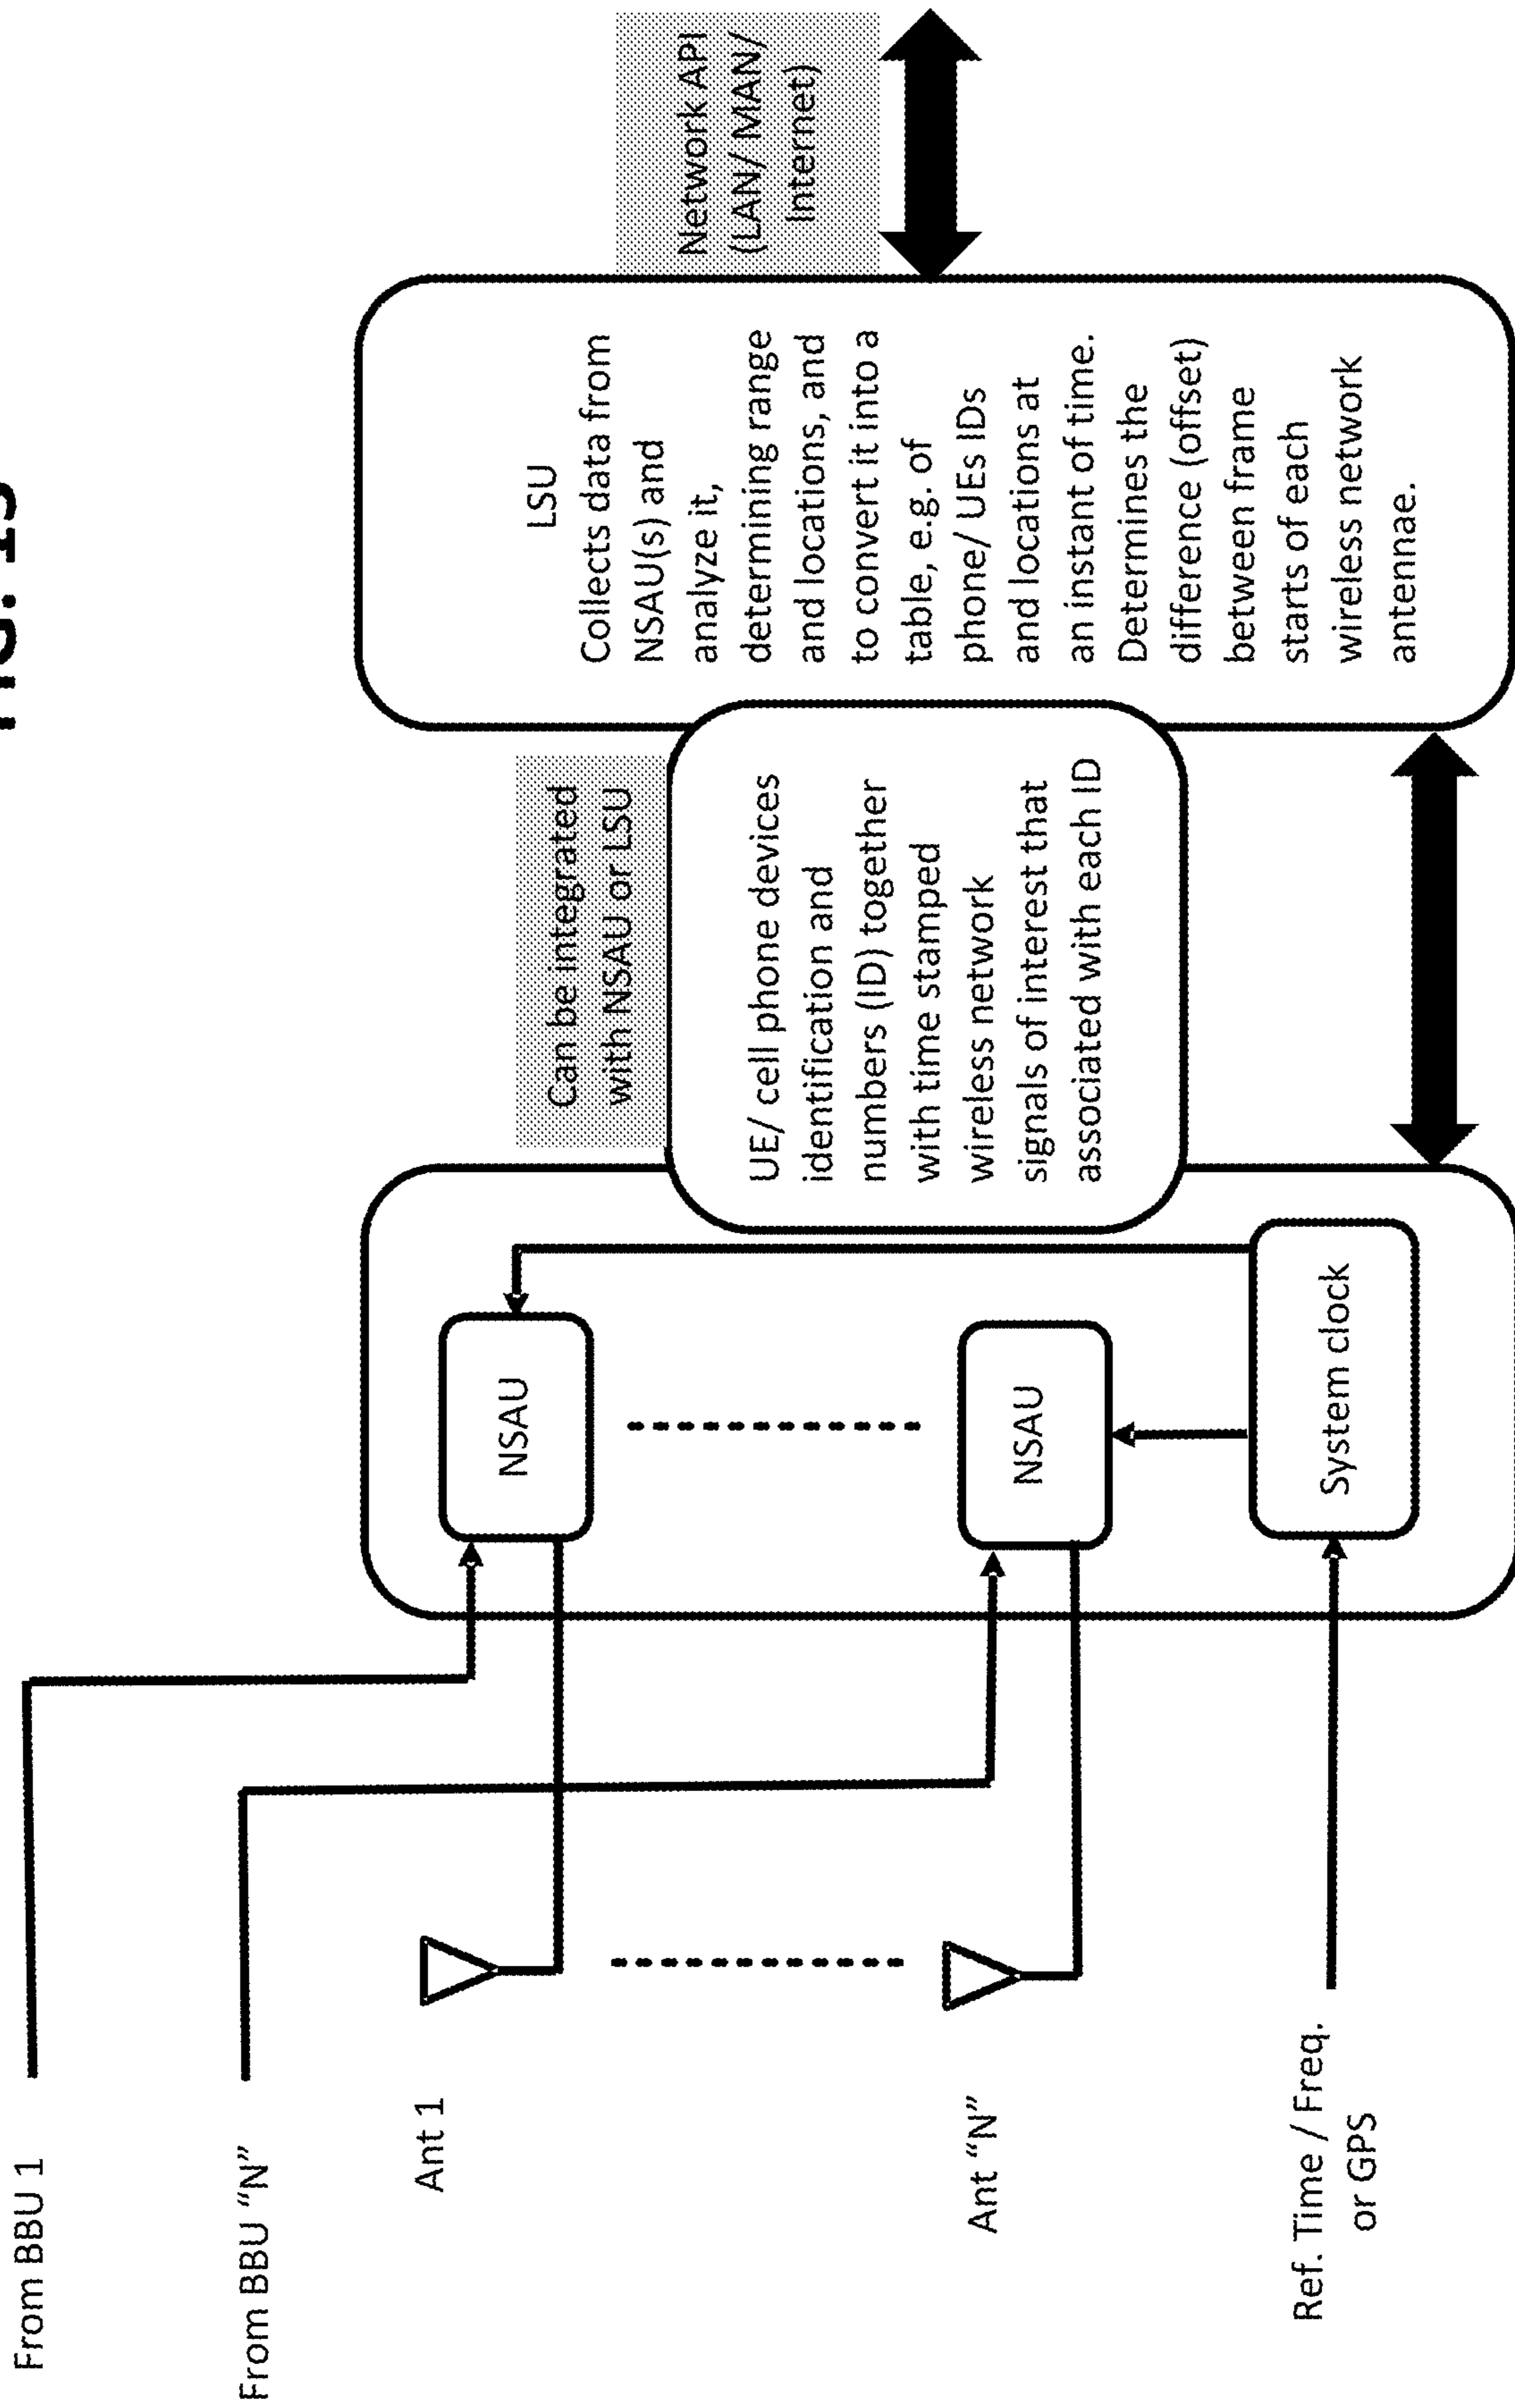 FIG.
From BBU 1
From BBU “N”
Ant 1
Ant “N”
Ref. Time / Freq.
or GPS
NSAU
NSAU
System clock
Can be integrated
with NSAU or LSU
UE/ cell phone devices
identification and
numbers (ID) together
with time stamped
wireless network
signals of interest that
associated with each ID
LSU
Collects data from
NSAU(s) and
analyze it,
determining range
and locations, and
to convert it into a
table, e.g. of
phone/ UEs IDs
and locations at
an instant of time.
Determines the
difference (offset)
between frame
starts of each
wireless network
antennae.
Network API
(LAN/ MAN/
Internet)